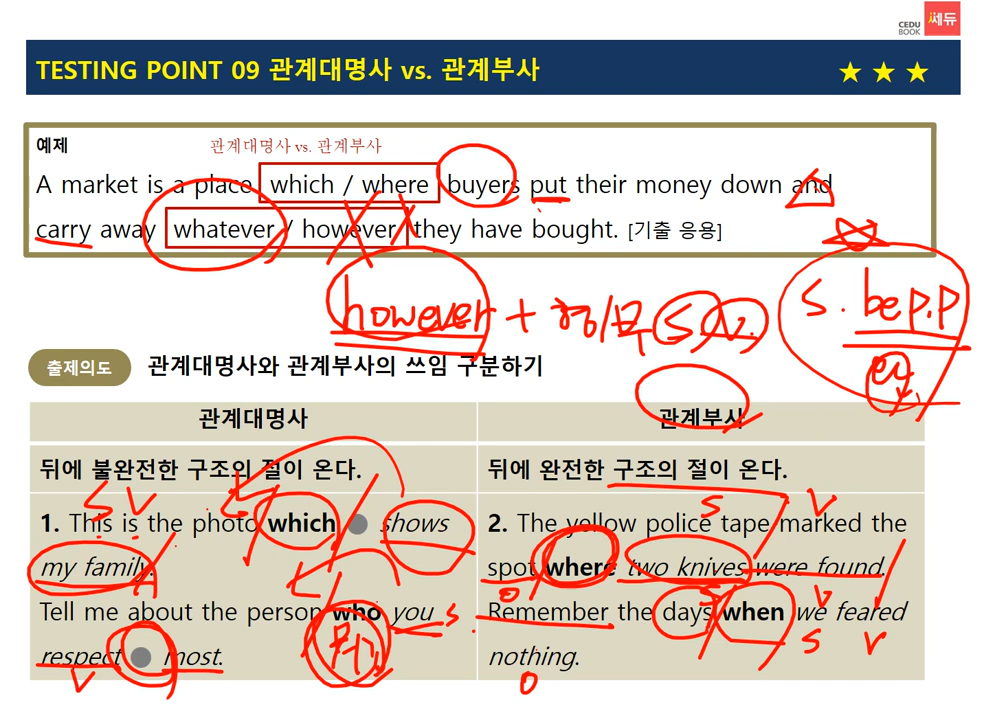 CEDU
BOOK
쎄듀
TESTING POINT 09 관계대명사 vs. 관계부사
★ ★ ★
예제
관계대명사 vs. 관계부사
A market is a place which / where buyers put their money down and
carry away whatever / however they have bought. [기출 응용]
however + 형/부 S V
S. be p.p
출제의도 관계대명사와 관계부사의 쓰임 구분하기
관계대명사
관계부사
뒤에 불완전한 구조의 절이 온다.
뒤에 완전한 구조의 절이 온다.
S V
1. This is the photo which shows
my family.
Tell me about the person who you S
respect most.
V
S V
2. The yellow police tape marked the
spot where two knives were found.
Remember the days when we feared
nothing.
S V
O